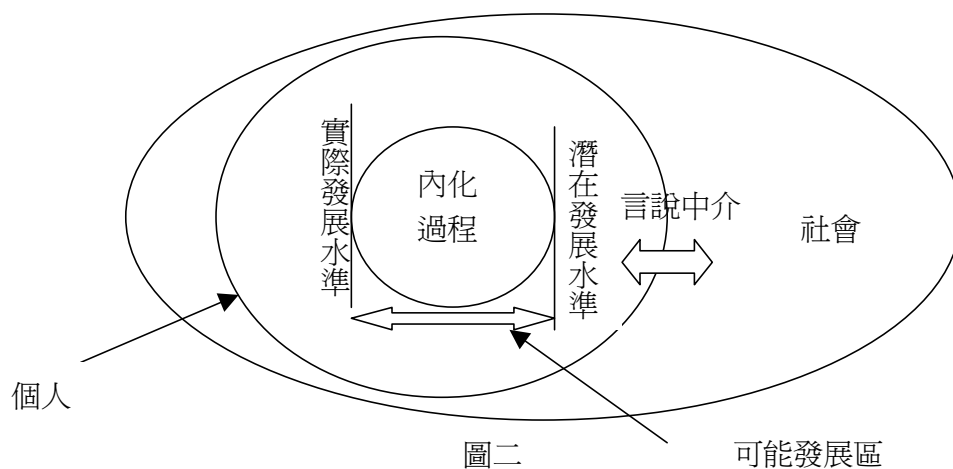 實際發展水準
內化
過程
潛在發展水準
言說中介
社會
個人
圖二
可能發展區